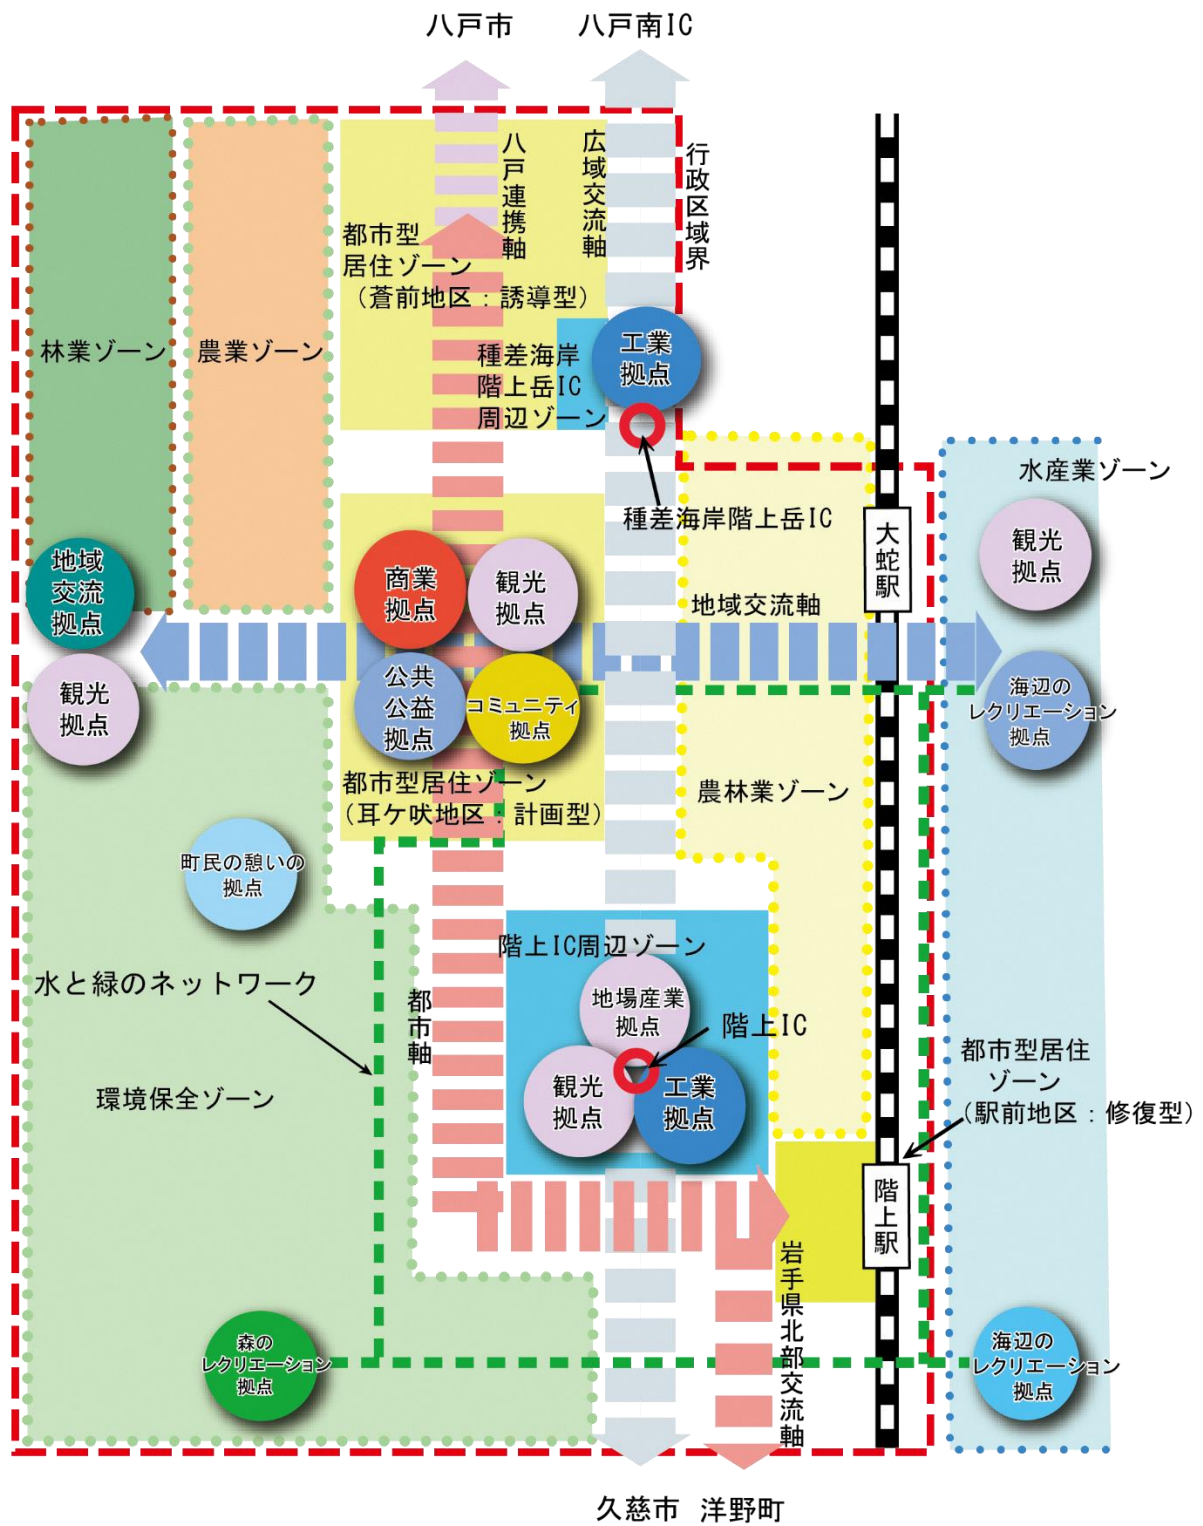 八戸市
八戸南IC
八戸連携軸
広域交流軸
行政区域界
都市型
居住ゾーン
（蒼前地区：誘導型）
林業ゾーン
農業ゾーン
種差海岸
階上岳IC
周辺ゾーン
工業
拠点
水産業ゾーン
種差海岸階上岳IC
大蛇駅
観光
拠点
地域
交流
拠点
商業
拠点
観光
拠点
地域交流軸
観光
拠点
公共
公益
拠点
コミュニティ
拠点
海辺の
レクリエーション
拠点
都市型居住ゾーン
（耳ケ吠地区：計画型）
農林業ゾーン
町民の憩いの
拠点
階上IC周辺ゾーン
水と緑のネットワーク
都市軸
地場産業
拠点
階上IC
環境保全ゾーン
観光
拠点
工業
拠点
都市型居住
ゾーン
（駅前地区：修復型）
階上駅
岩手県北部交流軸
森の
レクリエーション
拠点
海辺の
レクリエーション
拠点
久慈市
洋野町